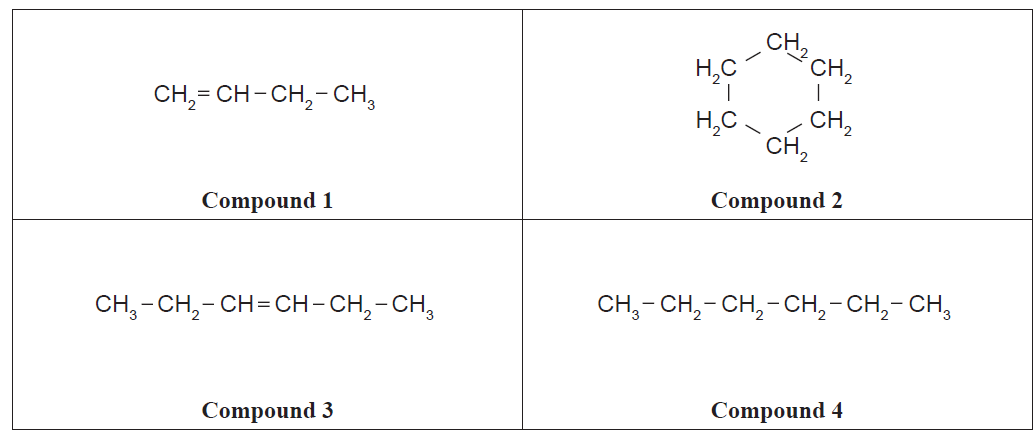 CH₂=CH–CH₂–CH₃
Compound 1
CH₂
H₂C CH₂
H₂C CH₂
CH₂
Compound 2
CH₃–CH₂–CH=CH–CH₂–CH₃
Compound 3
CH₃–CH₂–CH₂–CH₂–CH₂–CH₃
Compound 4